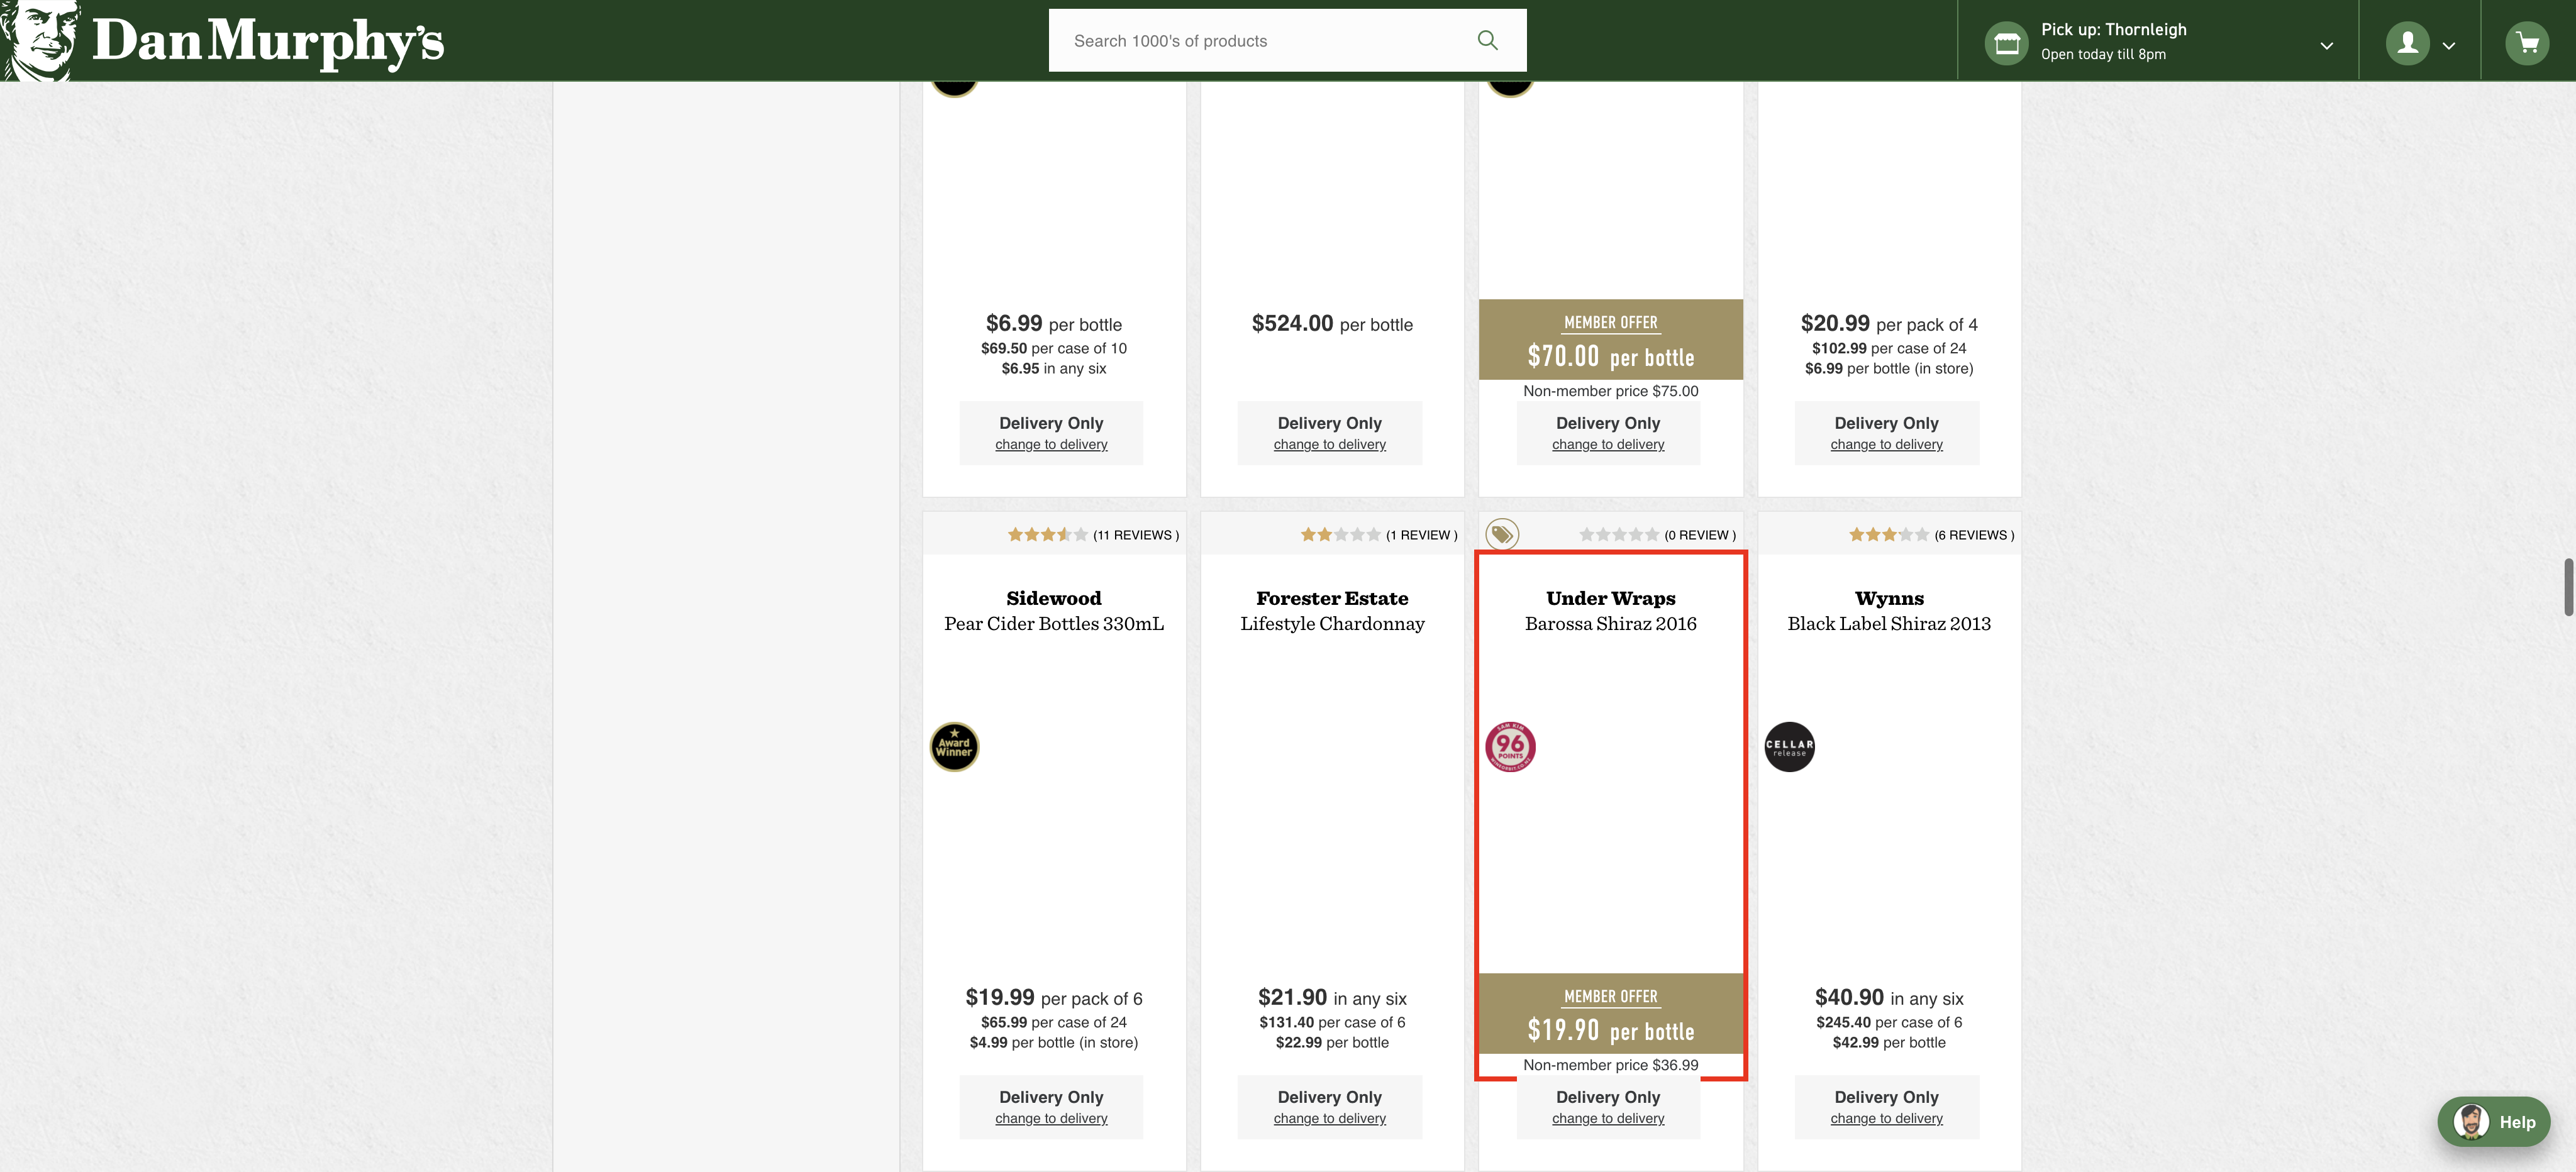 Dan Murphy's
Search 1000's of products
Pick up: Thornleigh
Open today till 8pm
$6.99 per bottle
$69.50 per case of 10
$6.95 in any six
Delivery Only
change to delivery
$524.00 per bottle
Delivery Only
change to delivery
MEMBER OFFER
$70.00 per bottle
Non-member price $75.00
Delivery Only
change to delivery
$20.99 per pack of 4
$102.99 per case of 24
$6.99 per bottle (in store)
Delivery Only
change to delivery
(11 REVIEWS )
Sidewood
Pear Cider Bottles 330mL
Award
Winner
$19.99 per pack of 6
$65.99 per case of 24
$4.99 per bottle (in store)
Delivery Only
change to delivery
(1 REVIEW )
Forester Estate
Lifestyle Chardonnay
$21.90 in any six
$131.40 per case of 6
$22.99 per bottle
Delivery Only
change to delivery
(0 REVIEW )
Under Wraps
Barossa Shiraz 2016
SAM KIM
96
POINTS
MEMBER OFFER
$19.90 per bottle
Non-member price $36.99
Delivery Only
change to delivery
(6 REVIEWS )
Wynns
Black Label Shiraz 2013
CELLAR
release
$40.90 in any six
$245.40 per case of 6
$42.99 per bottle
Delivery Only
change to delivery
Help